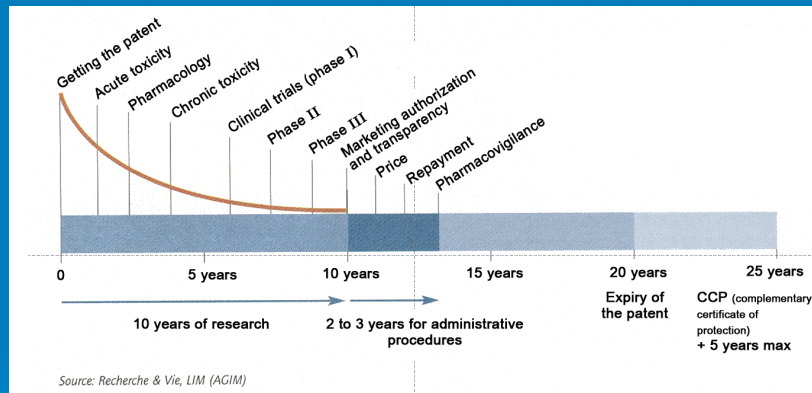 Getting the patent
Acute toxicity
Pharmacology
Chronic toxicity
Clinical trials (phase I)
Phase II
Phase III
Marketing authorization
and transparency
Price
Repayment
Pharmacovigilance
0
5 years
10 years
15 years
20 years
25 years
10 years of research
2 to 3 years for administrative
procedures
Expiry of
the patent
CCP (complementary
certificate of
protection)
+ 5 years max
Source: Recherche & Vie, LIM (AGIM)